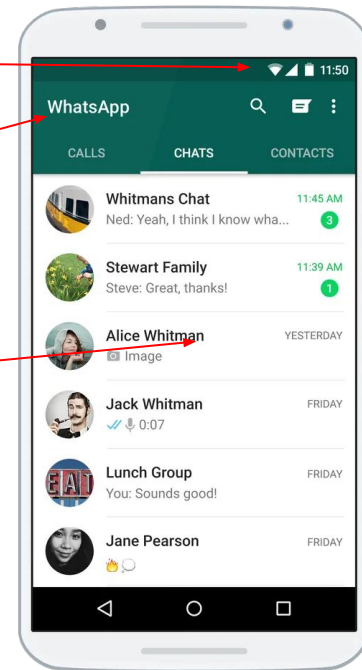 11:50
WhatsApp
CALLS CHATS CONTACTS
Whitmans Chat 11:45 AM
Ned: Yeah, I think I know wha... 3
Stewart Family 11:39 AM
Steve: Great, thanks! 1
Alice Whitman YESTERDAY
Image
Jack Whitman FRIDAY
0:07
EAT
Lunch Group FRIDAY
You: Sounds good!
Jane Pearson FRIDAY